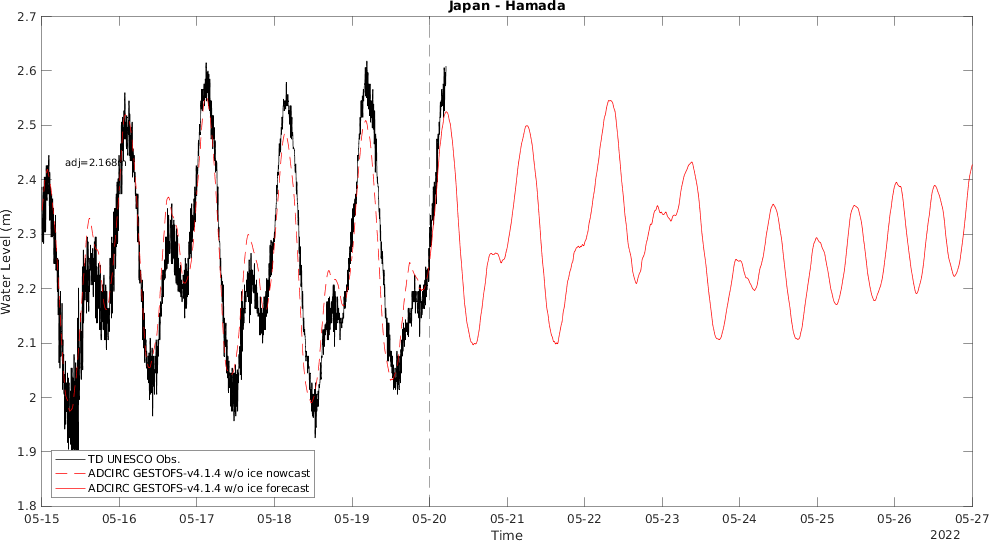 Japan - Hamada
2.7
2.6
2.5
2.4
2.3
2.2
2.1
2
1.9
1.8
Water Level (m)
adj=2.168m
TD UNESCO Obs.
ADCIRC GESTOFS-v4.1.4 w/o ice nowcast
ADCIRC GESTOFS-v4.1.4 w/o ice forecast
05-15 05-16 05-17 05-18 05-19 05-20 05-21 05-22 05-23 05-24 05-25 05-26 05-27
Time
2022